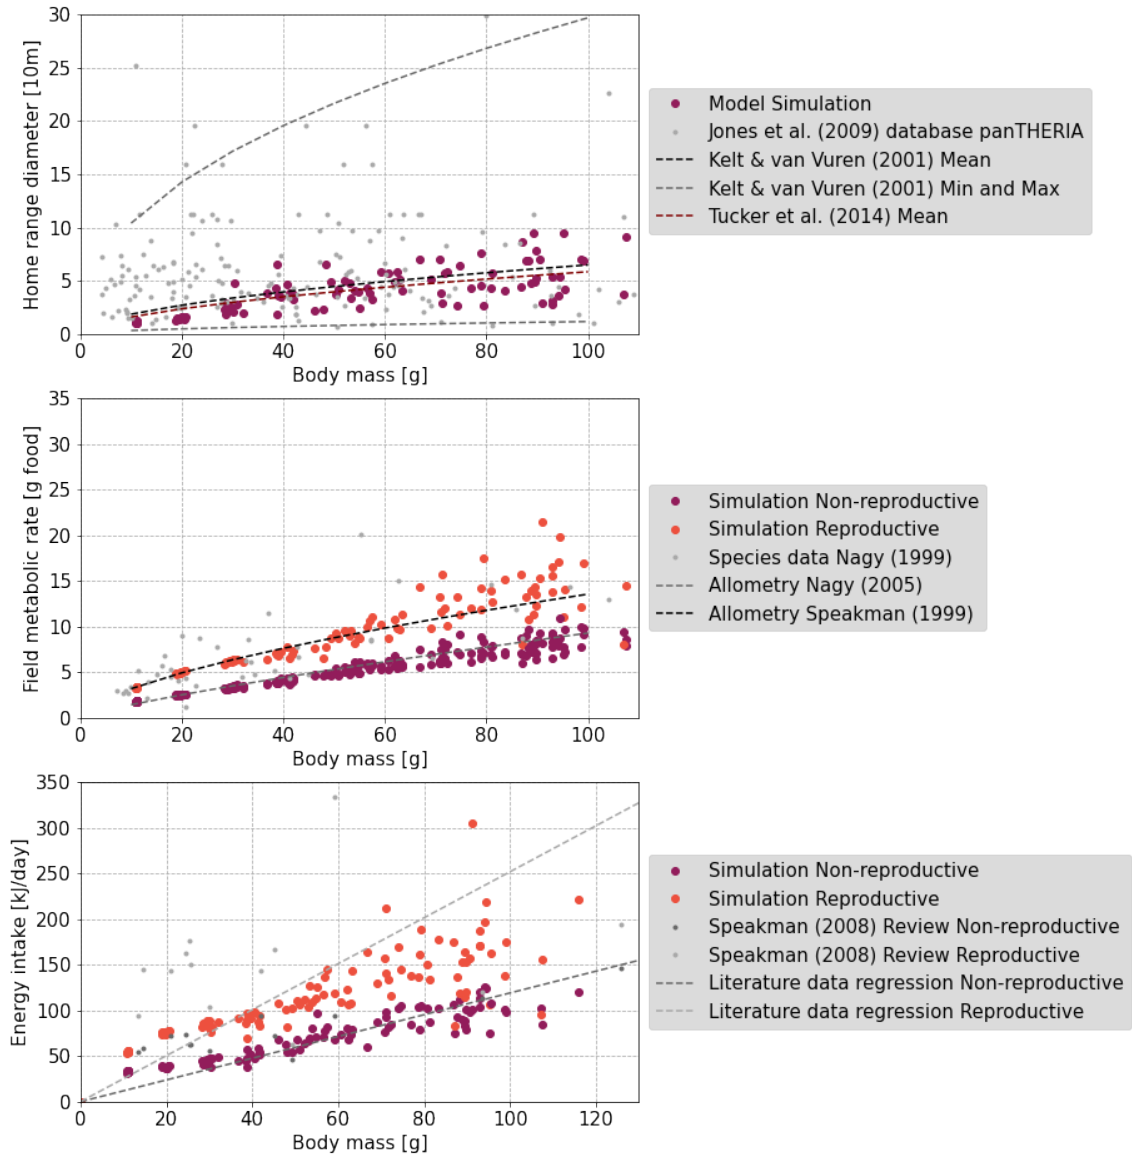 30
25
20
15
10
5
0
Home range diameter [10m]
0 20 40 60 80 100
Body mass [g]
Model Simulation
Jones et al. (2009) database panTHERIA
Kelt & van Vuren (2001) Mean
Kelt & van Vuren (2001) Min and Max
Tucker et al. (2014) Mean
35
30
25
20
15
10
5
0
Field metabolic rate [g food]
0 20 40 60 80 100
Body mass [g]
Simulation Non-reproductive
Simulation Reproductive
Species data Nagy (1999)
Allometry Nagy (2005)
Allometry Speakman (1999)
350
300
250
200
150
100
50
0
Energy intake [kJ/day]
0 20 40 60 80 100 120
Body mass [g]
Simulation Non-reproductive
Simulation Reproductive
Speakman (2008) Review Non-reproductive
Speakman (2008) Review Reproductive
Literature data regression Non-reproductive
Literature data regression Reproductive